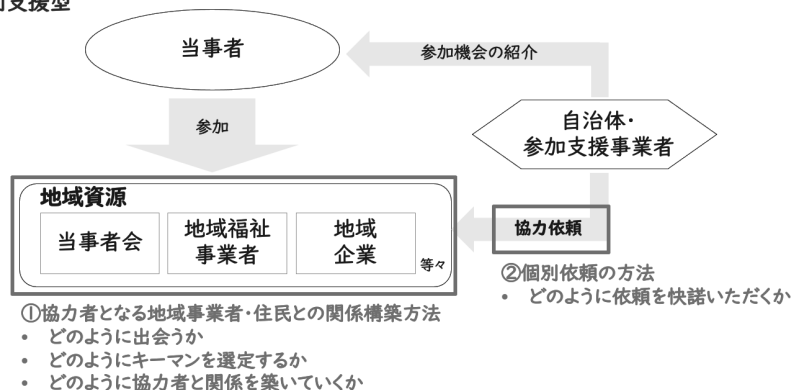 支援型
当事者
参加機会の紹介
参加
自治体・
参加支援事業者
地域資源
当事者会
地域福祉
事業者
地域
企業
等々
協力依頼
②個別依頼の方法
• どのように依頼を快諾いただくか
①協力者となる地域事業者・住民との関係構築方法
• どのように出会うか
• どのようにキーマンを選定するか
• どのように協力者と関係を築いていくか